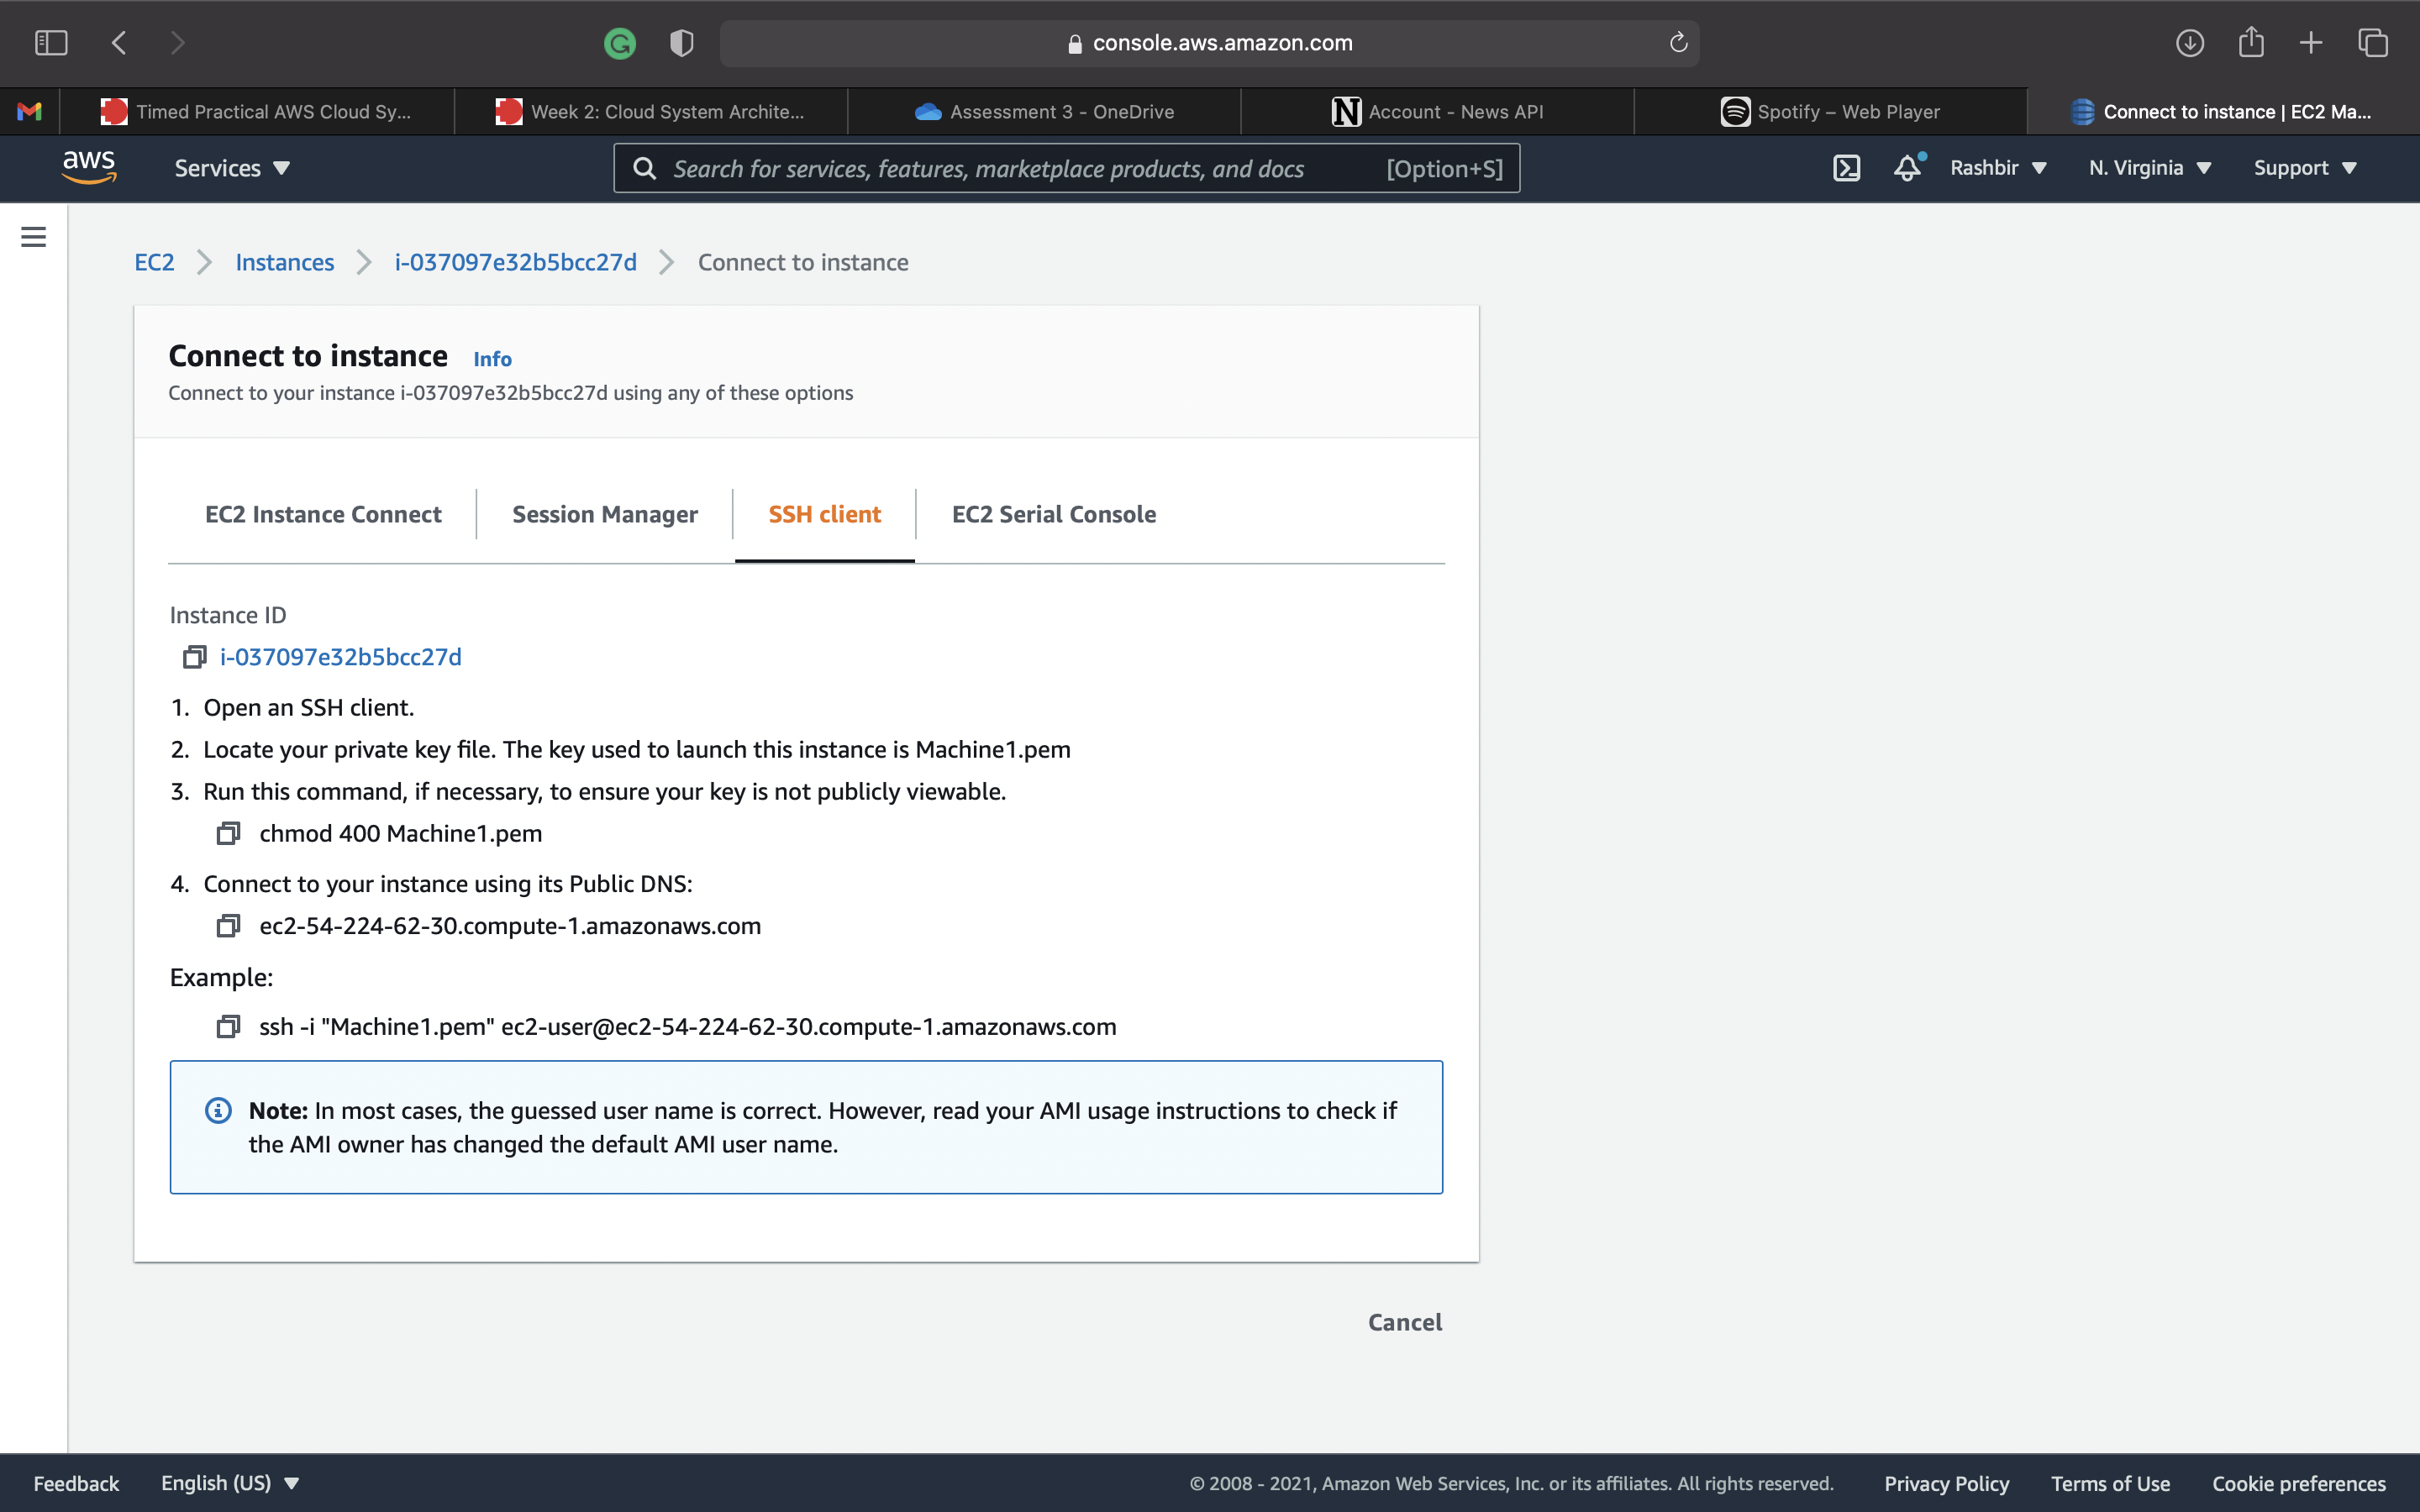 console.aws.amazon.com
Timed Practical AWS Cloud Sy...
Week 2: Cloud System Archite...
Assessment 3 - OneDrive
Account - News API
Spotify – Web Player
Connect to instance | EC2 Ma...
aws
Services
Search for services, features, marketplace products, and docs
[Option+S]
Rashbir
N. Virginia
Support
EC2
Instances
i-037097e32b5bcc27d
Connect to instance
Connect to instance
Info
Connect to your instance i-037097e32b5bcc27d using any of these options
EC2 Instance Connect
Session Manager
SSH client
EC2 Serial Console
Instance ID
i-037097e32b5bcc27d
1. Open an SSH client.
2. Locate your private key file. The key used to launch this instance is Machine1.pem
3. Run this command, if necessary, to ensure your key is not publicly viewable.
chmod 400 Machine1.pem
4. Connect to your instance using its Public DNS:
ec2-54-224-62-30.compute-1.amazonaws.com
Example:
ssh -i "Machine1.pem" ec2-user@ec2-54-224-62-30.compute-1.amazonaws.com
Note: In most cases, the guessed user name is correct. However, read your AMI usage instructions to check if
the AMI owner has changed the default AMI user name.
Cancel
Feedback
English (US)
© 2008 - 2021, Amazon Web Services, Inc. or its affiliates. All rights reserved.
Privacy Policy
Terms of Use
Cookie preferences